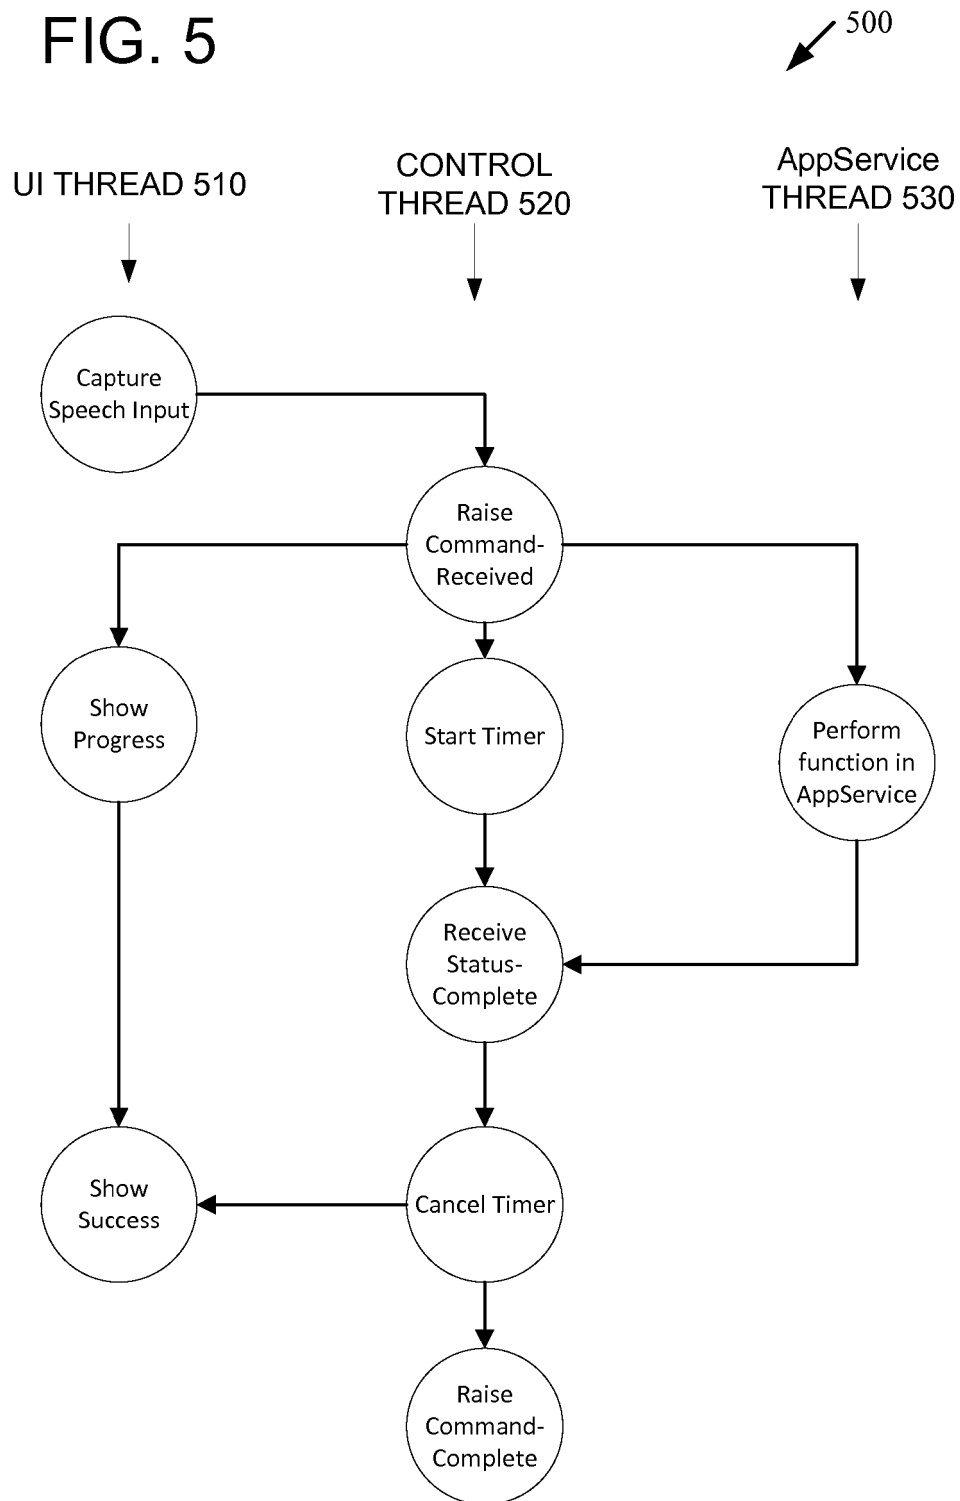 FIG. 5
500
UI THREAD 510
CONTROL
THREAD 520
AppService
THREAD 530
Capture
Speech Input
Raise
Command-
Received
Show
Progress
Start Timer
Perform
function in
AppService
Receive
Status-
Complete
Show
Success
Cancel Timer
Raise
Command-
Complete